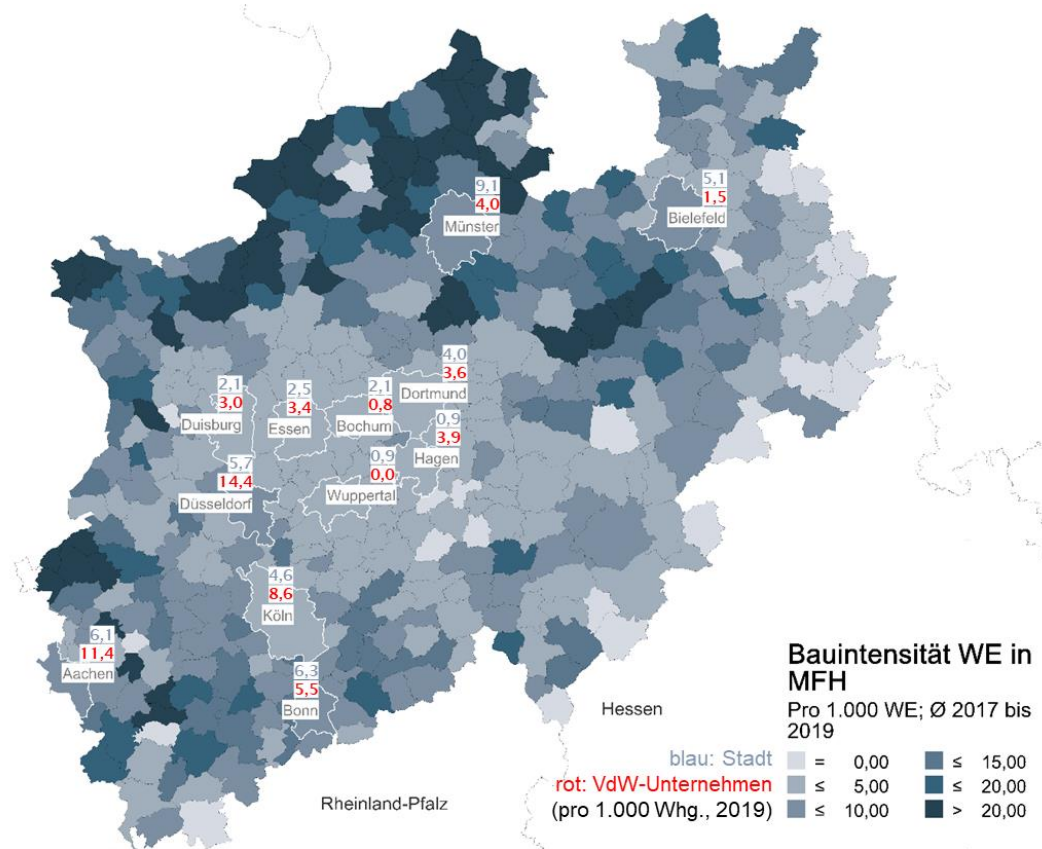 9,1
4,0
Münster
5,1
1,5
Bielefeld
4,0
3,6
Dortmund
2,1
3,0
Duisburg
2,5
3,4
Essen
2,1
0,8
Bochum
0,9
3,9
Hagen
5,7
14,4
Düsseldorf
0,9
0,0
Wuppertal
4,6
8,6
Köln
6,1
11,4
Aachen
6,3
5,5
Bonn
Hessen
Rheinland-Pfalz
Bauintensität WE in
MFH
Pro 1.000 WE; Ø 2017 bis
2019
blau: Stadt
rot: VdW-Unternehmen
(pro 1.000 Whg., 2019)
= 0,00
≤ 5,00
≤ 10,00
≤ 15,00
≤ 20,00
> 20,00